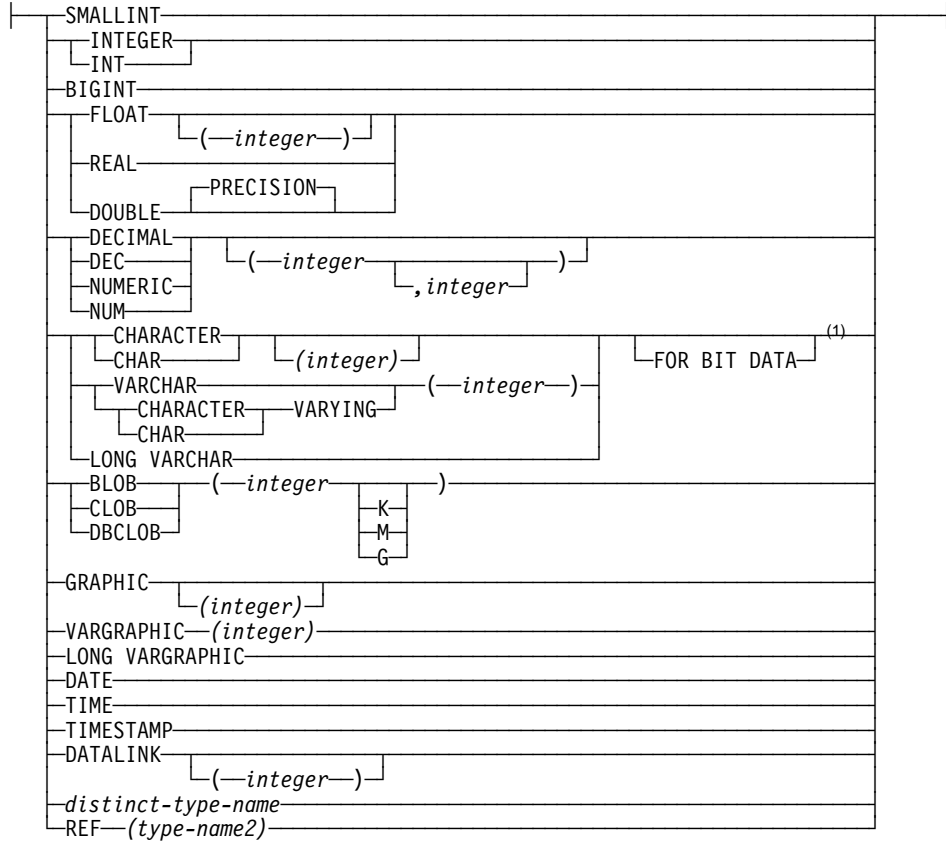 SMALLINT
INTEGER
INT
BIGINT
FLOAT
(integer)
REAL
PRECISION
DOUBLE
DECIMAL
DEC (integer )
NUMERIC ,integer
NUM
CHARACTER (1)
CHAR (integer) FOR BIT DATA
VARCHAR (integer)
CHARACTER VARYING
CHAR
LONG VARCHAR
BLOB (integer )
CLOB K
DBCLOB M
G
GRAPHIC
(integer)
VARGRAPHIC (integer)
LONG VARGRAPHIC
DATE
TIME
TIMESTAMP
DATALINK
(integer)
distinct-type-name
REF (type-name2)